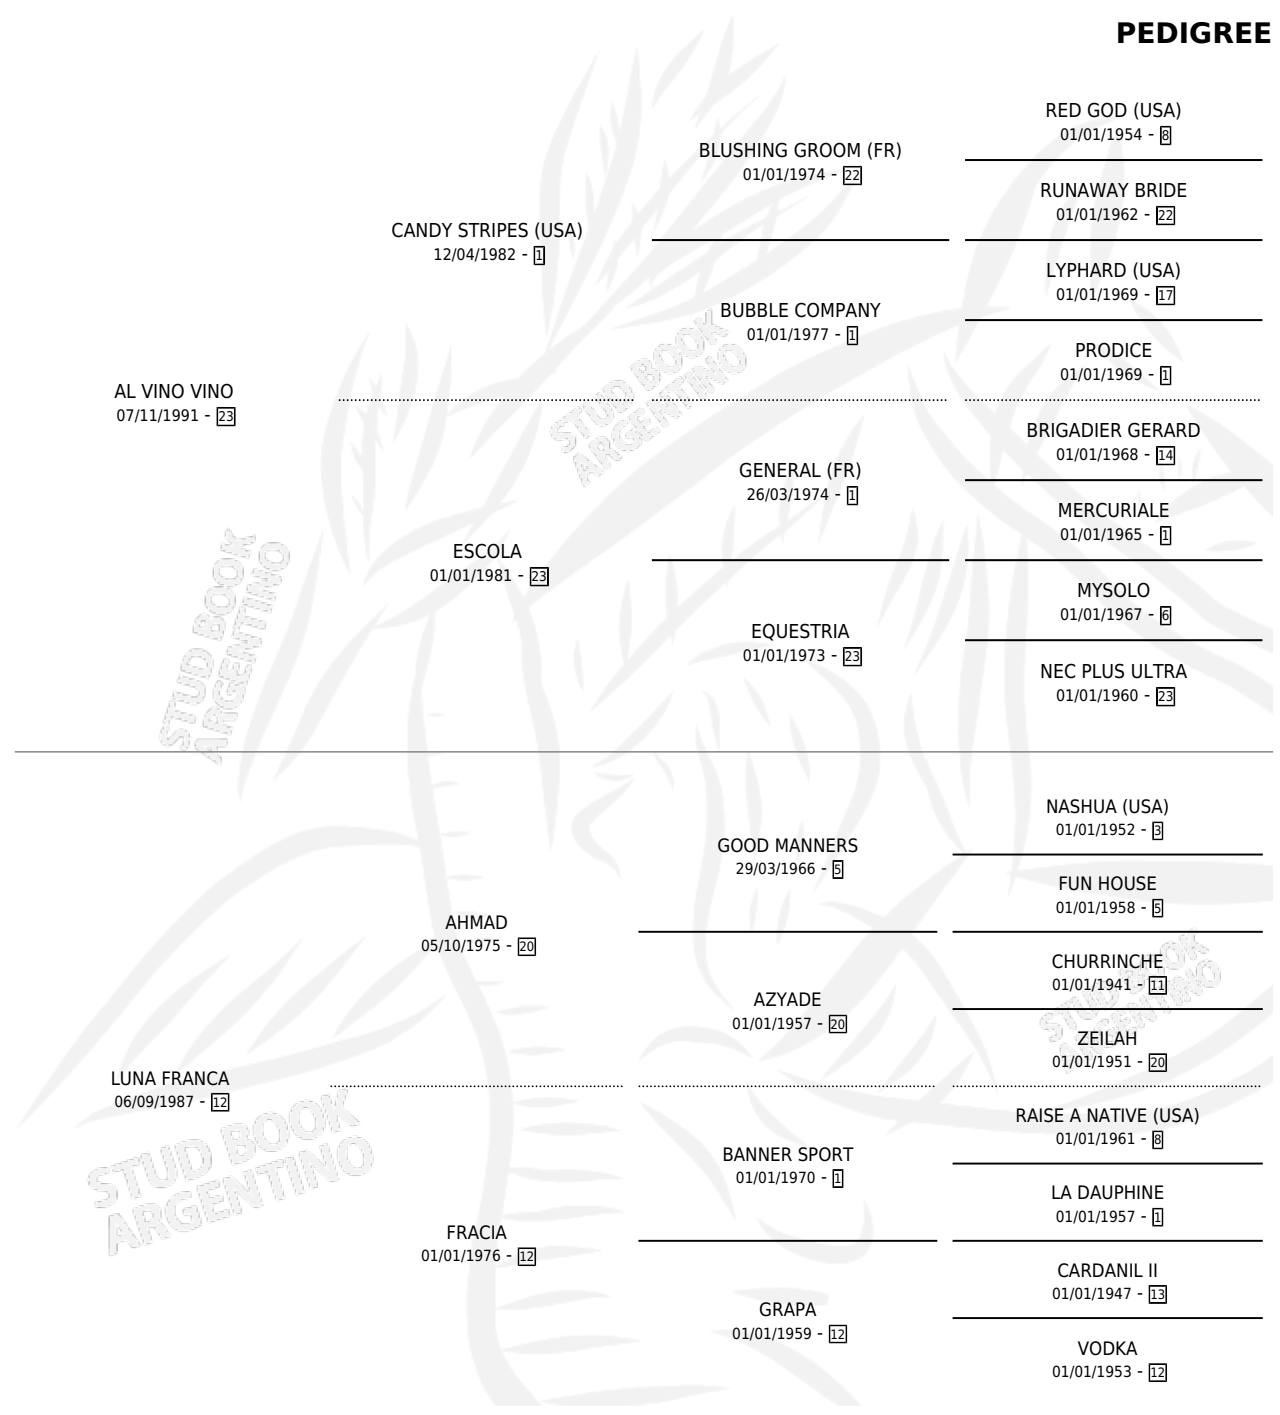 PEDIGREE
RED GOD (USA)
01/01/1954 - 8
BLUSHING GROOM (FR)
01/01/1974 - 22
RUNAWAY BRIDE
01/01/1962 - 22
CANDY STRIPES (USA)
12/04/1982 - 1
LYPHARD (USA)
01/01/1969 - 17
BUBBLE COMPANY
01/01/1977 - 1
PRODICE
01/01/1969 - 1
AL VINO VINO
07/11/1991 - 23
BRIGADIER GERARD
01/01/1968 - 14
GENERAL (FR)
26/03/1974 - 1
MERCURIALE
01/01/1965 - 1
ESCOLA
01/01/1981 - 23
MYSOLO
01/01/1967 - 6
EQUESTRIA
01/01/1973 - 23
NEC PLUS ULTRA
01/01/1960 - 23
NASHUA (USA)
01/01/1952 - 3
GOOD MANNERS
29/03/1966 - 5
FUN HOUSE
01/01/1958 - 5
AHMAD
05/10/1975 - 20
CHURRINCHE
01/01/1941 - 11
AZYADE
01/01/1957 - 20
ZEILAH
01/01/1951 - 20
LUNA FRANCA
06/09/1987 - 12
RAISE A NATIVE (USA)
01/01/1961 - 8
BANNER SPORT
01/01/1970 - 1
LA DAUPHINE
01/01/1957 - 1
FRACIA
01/01/1976 - 12
CARDANIL II
01/01/1947 - 13
GRAPA
01/01/1959 - 12
VODKA
01/01/1953 - 12
STUD BOOK
ARGENTINO
STUD BOOK
ARGENTINO
STUD BOOK
ARGENTINO
STUD BOOK
ARGENTINO